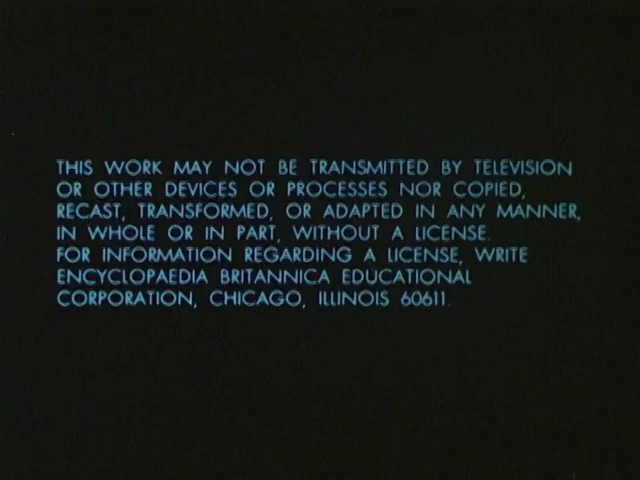 THIS WORK MAY NOT BE TRANSMITTED BY TELEVISION
OR OTHER DEVICES OR PROCESSES NOR COPIED,
RECAST, TRANSFORMED, OR ADAPTED IN ANY MANNER,
IN WHOLE OR IN PART, WITHOUT A LICENSE.
FOR INFORMATION REGARDING A LICENSE, WRITE
ENCYCLOPAEDIA BRITANNICA EDUCATIONAL
CORPORATION, CHICAGO, ILLINOIS 60611.